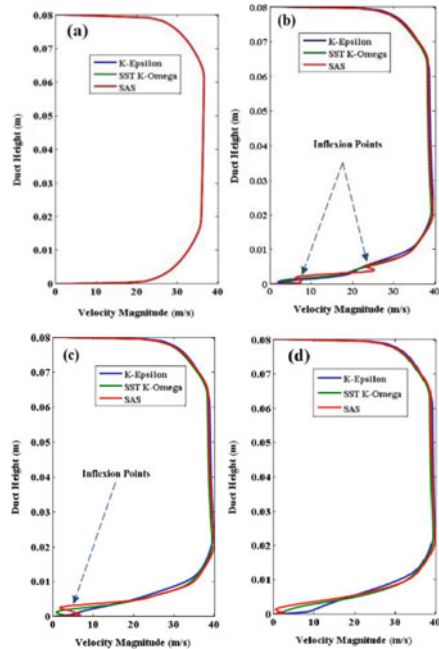 (a)
K-Epsilon
SST K-Omega
SAS
Duct Height (m)
0.08
0.07
0.06
0.05
0.04
0.03
0.02
0.01
0
0 10 20 30 40
Velocity Magnitude (m/s)
(b)
K-Epsilon
SST K-Omega
SAS
Inflexion Points
Duct Height (m)
0.08
0.07
0.06
0.05
0.04
0.03
0.02
0.01
0
0 10 20 30 40
Velocity Magnitude (m/s)
(c)
K-Epsilon
SST K-Omega
SAS
Inflexion Points
Duct Height (m)
0.08
0.07
0.06
0.05
0.04
0.03
0.02
0.01
0
0 10 20 30 40
Velocity Magnitude (m/s)
(d)
K-Epsilon
SST K-Omega
SAS
Duct Height (m)
0.08
0.07
0.06
0.05
0.04
0.03
0.02
0.01
0
0 10 20 30 40
Velocity Magnitude (m/s)